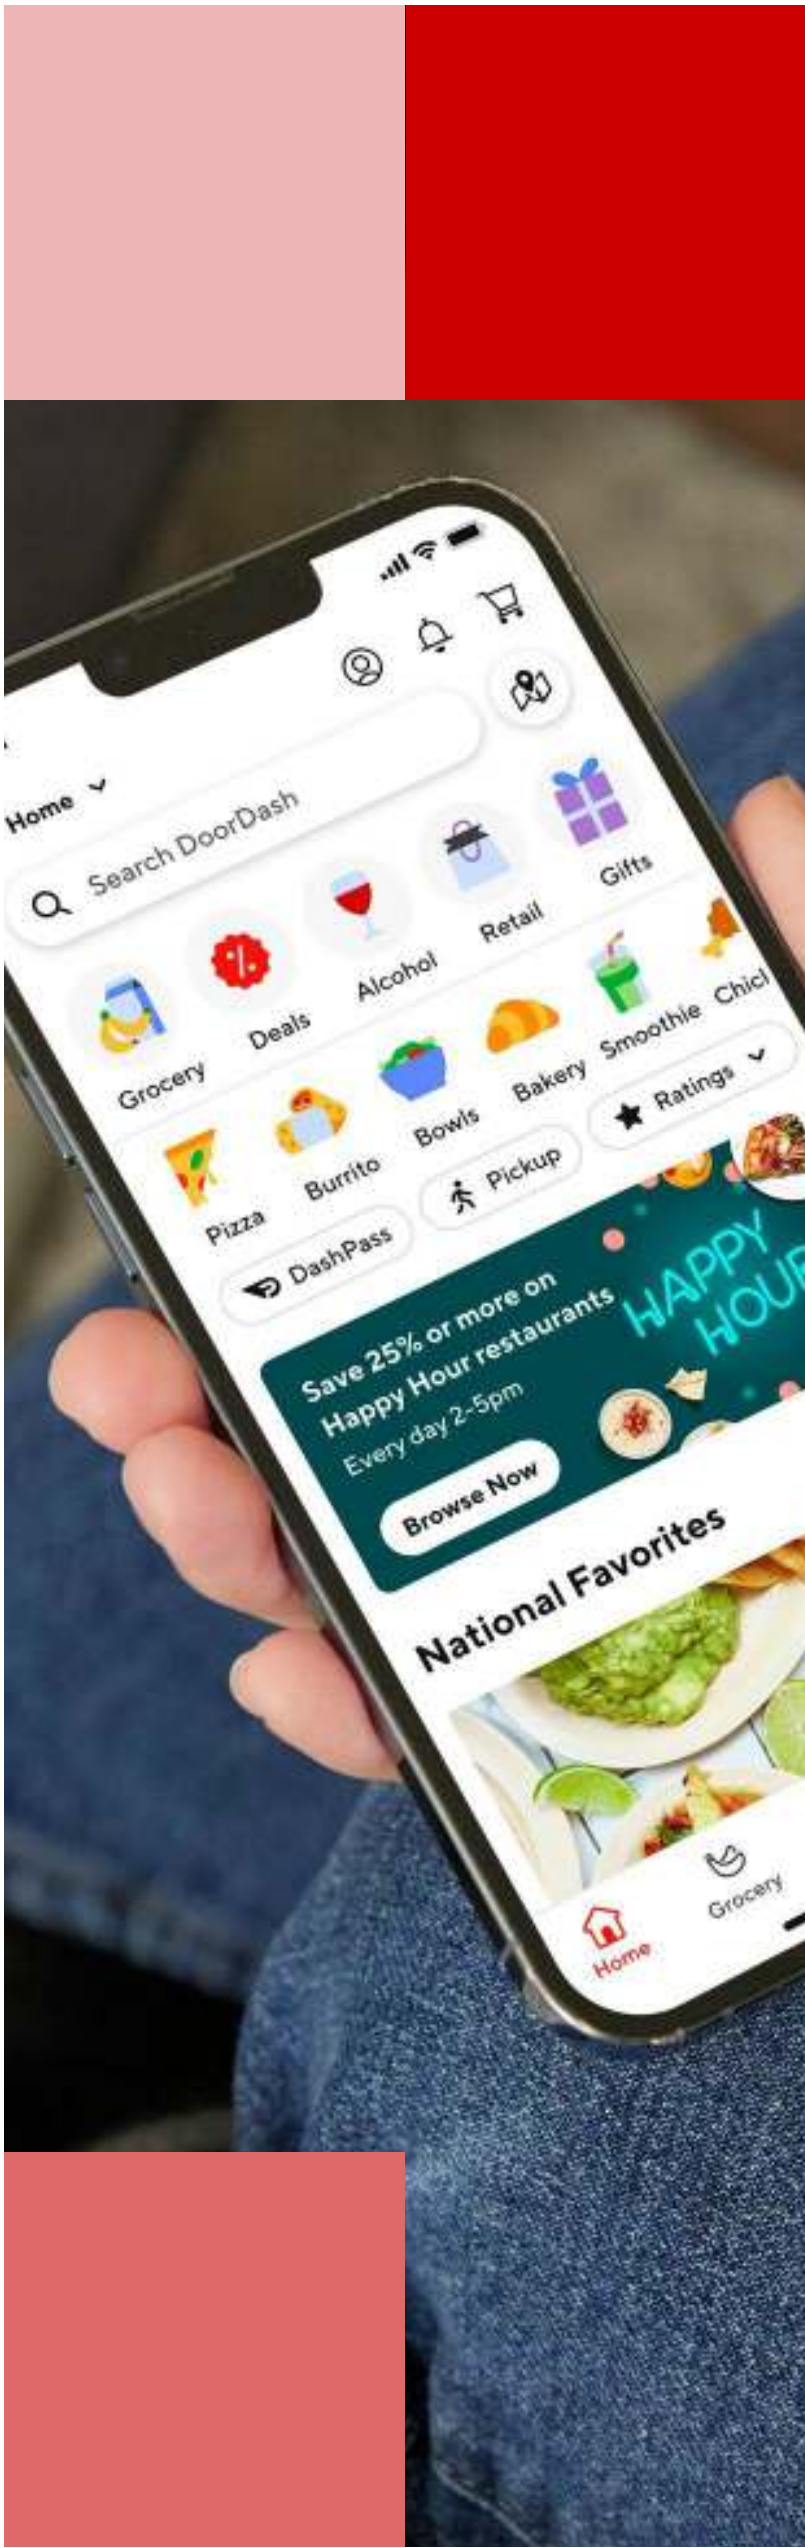 Home
Search DoorDash
Grocery
Deals
Alcohol
Retail
Gifts
Pizza
Burrito
Bowls
Bakery
Smoothie
Chicl
DashPass
Pickup
Ratings
Save 25% or more on
Happy Hour restaurants
Every day 2-5pm
Browse Now
HAPPY
HOUR
National Favorites
Home
Grocery